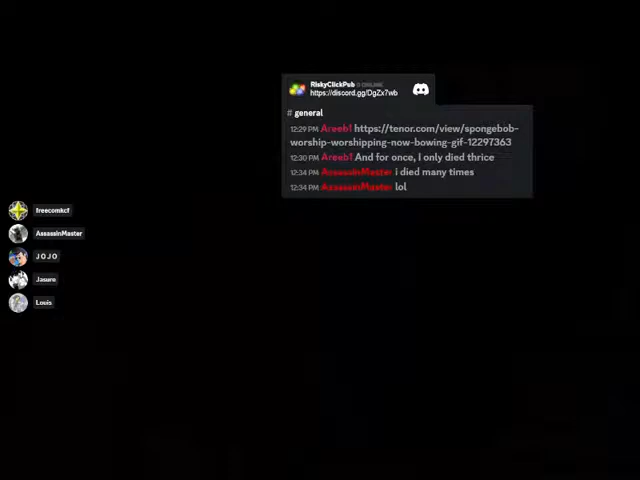 RiskyClickPub
https://discord.gg/DgZx7wb
# general
12:29 PM Areeb1 https://tenor.com/view/spongebob-
worship-worshipping-now-bowing-gif-12297363
12:30 PM Areeb1 And for once, I only died thrice
12:34 PM AssassinMaster i died many times
12:34 PM AssassinMaster lol
freecomkcf
AssassinMaster
J O J O
Jasuro
Louis